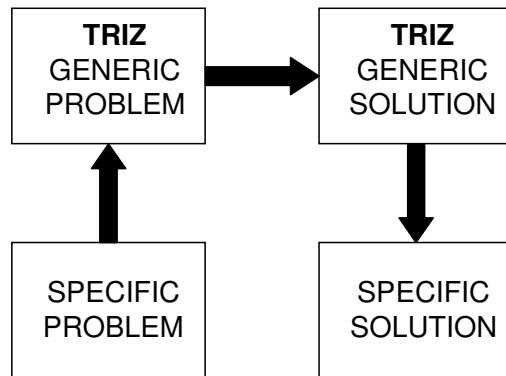 TRIZ
GENERIC
PROBLEM
TRIZ
GENERIC
SOLUTION
SPECIFIC
PROBLEM
SPECIFIC
SOLUTION